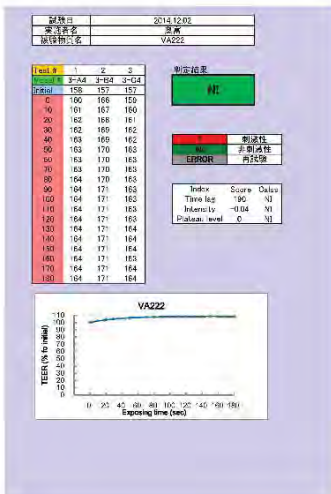 試験日 2014.12.02
実施者名
被験物質名 VA222
Test # 1 2 3
Vessel # 3-A4 3-B4 3-C4
Initial 158 157 157
0 160 166 159
10 161 167 160
20 162 168 161
30 162 169 162
40 163 169 162
50 163 170 163
60 163 170 163
70 163 170 163
80 164 170 163
90 164 171 163
100 164 171 163
110 164 171 163
120 164 171 163
130 164 171 164
140 164 171 164
150 164 171 164
160 164 171 163
170 164 171 164
180 164 171 164
判定結果
NI
I 刺激性
NI 非刺激性
ERROR 再試験
Index Score Categ
Time lag 190 NI
Intensity -0.04 NI
Plateau level 0 NI
VA222
TEER (% to initial)
110
100
90
80
70
60
50
40
30
20
10
0
0 20 40 60 80 100 120 140 160 180
Exposing time (sec)